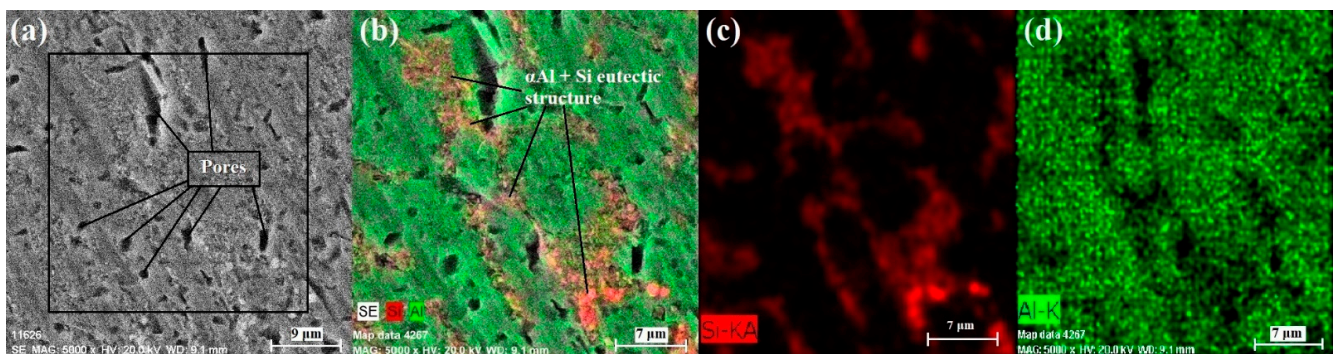 (a)
Pores
11626
9 µm
SE MAG: 5000 x HV: 20.0 kV WD: 9.1 mm
(b)
αAl + Si eutectic
structure
SE Si Al
Map data 4267
MAG: 5000 x HV: 20.0 kV WD: 9.1 mm
7 µm
(c)
Si-KA
7 µm
(d)
Al-K
Map data 4267
MAG: 5000 x HV: 20.0 kV WD: 9.1 mm
7 µm